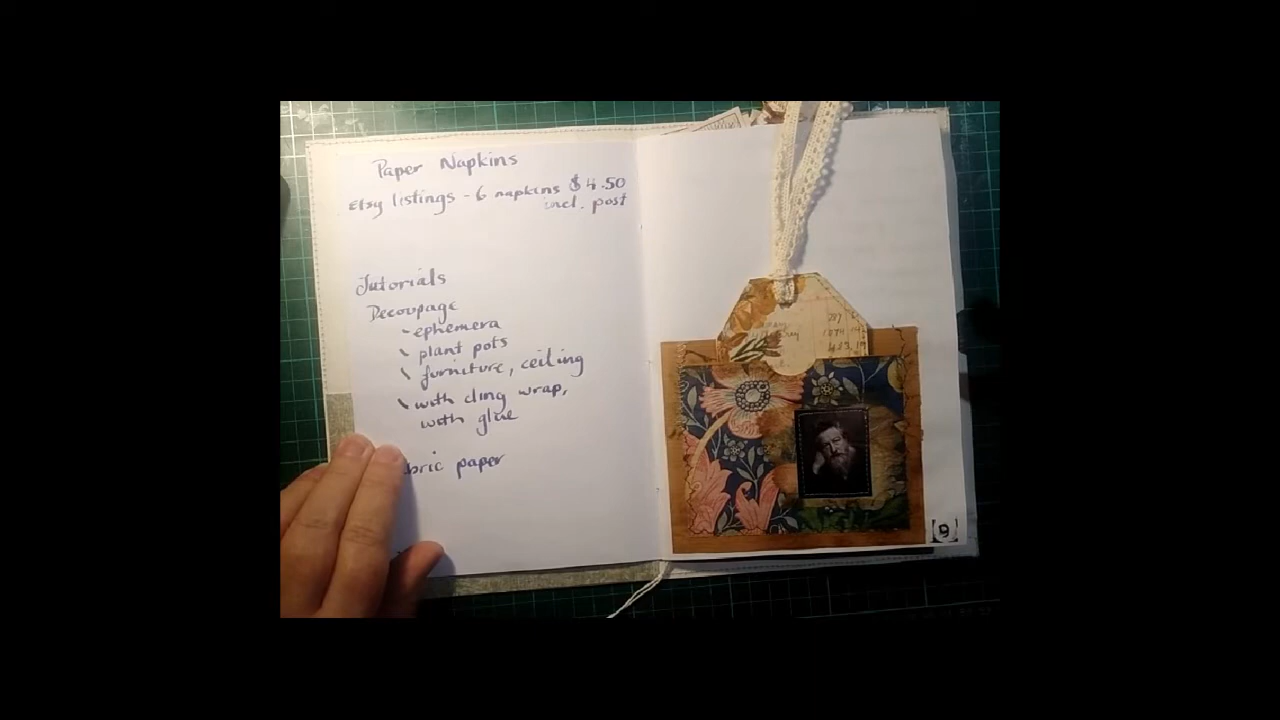 Paper Napkins
Etsy listings - 6 napkins $4.50
incl. post
Tutorials
Decoupage
- ephemera
- plant pots
- furniture, ceiling
- with cling wrap,
with glue
bric paper
9